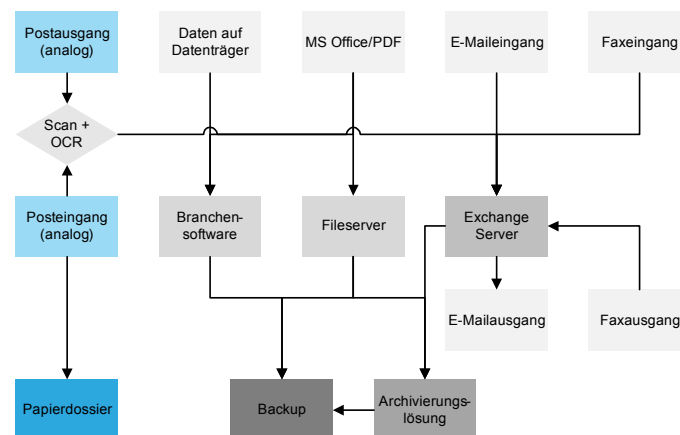 Postausgang
(analog)
Daten auf
Datenträger
MS Office/PDF
E-Maileingang
Faxeingang
Scan +
OCR
Posteingang
(analog)
Branchen-
software
Fileserver
Exchange
Server
E-Mailausgang
Faxausgang
Papierdossier
Backup
Archivierungs-
lösung